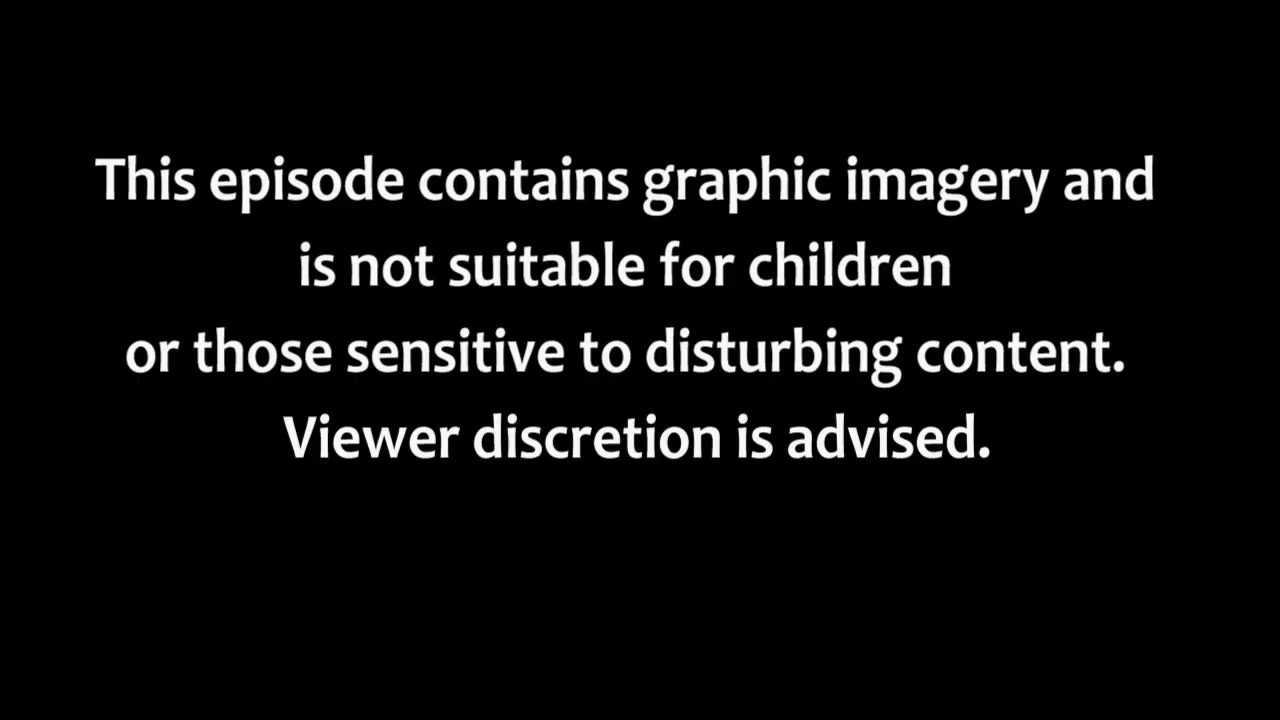 This episode contains graphic imagery and
is not suitable for children
or those sensitive to disturbing content.
Viewer discretion is advised.